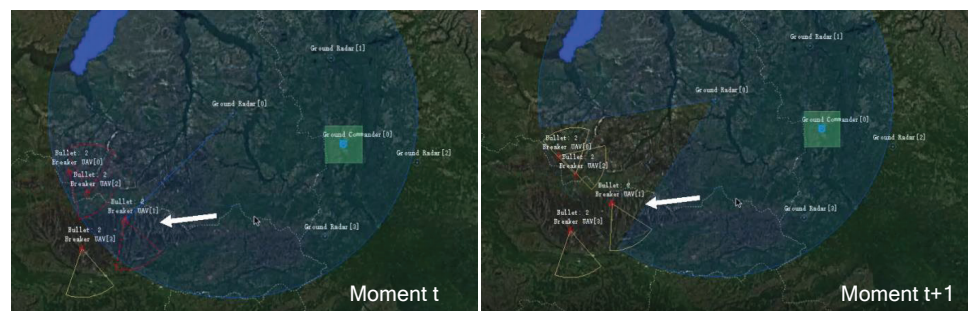 Ground Radar[1]
Ground Radar[0]
Ground Commander[0]
Ground Radar[2]
Bullet: 2
Breaker UAV[0]
Bullet: 2
Breaker UAV[2]
Breaker UAV[1]
Bullet: 2
Breaker UAV[3]
Ground Radar[3]
Moment t
Ground Radar[1]
Ground Radar[0]
Ground Commander[0]
Ground Radar[2]
Bullet: 2
Breaker UAV[0]
Bullet: 2
Breaker UAV[2]
Bullet: 0
Breaker UAV[1]
Bullet: 2
Breaker UAV[3]
Ground Radar[3]
Moment t+1